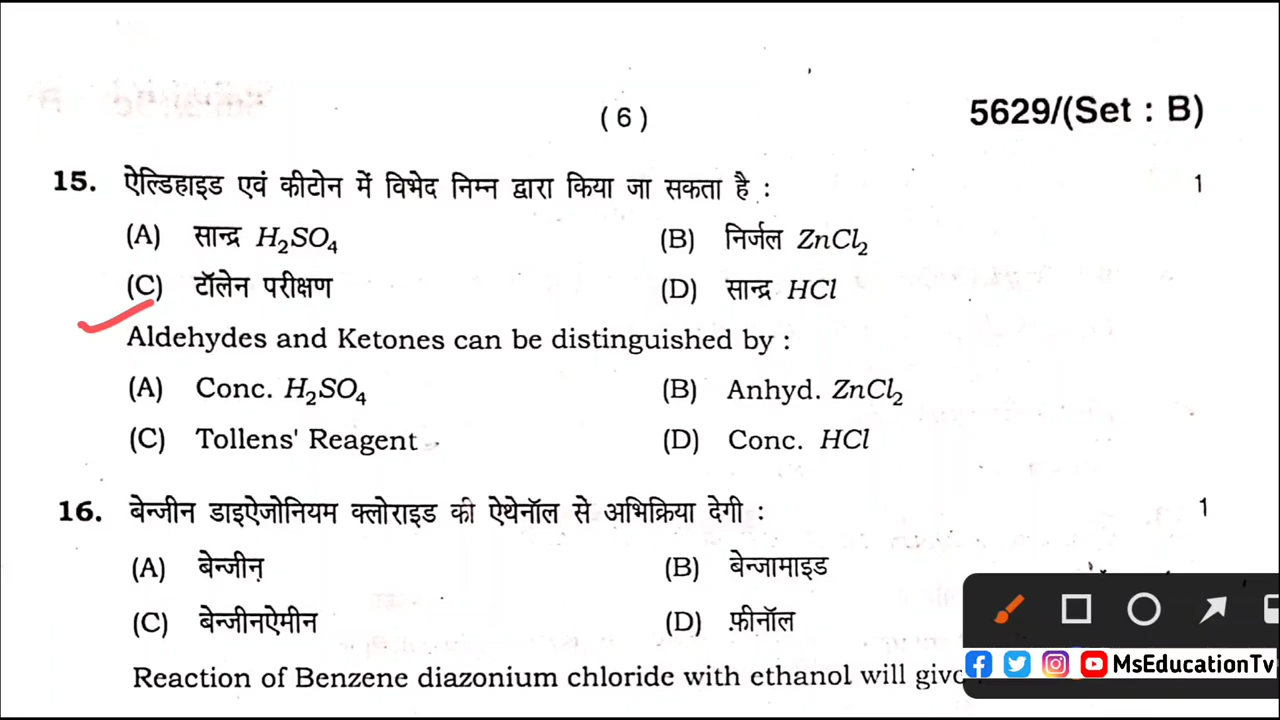 ( 6 )
5629/(Set : B)
15. ऐल्डिहाइड एवं कीटोन में विभेद निम्न द्वारा किया जा सकता है : 1
(A) सान्द्र H₂SO₄ (B) निर्जल ZnCl₂
(C) टॉलेन परीक्षण (D) सान्द्र HCl
Aldehydes and Ketones can be distinguished by :
(A) Conc. H₂SO₄ (B) Anhyd. ZnCl₂
(C) Tollens' Reagent (D) Conc. HCl
16. बेन्जीन डाइऐजोनियम क्लोराइड की ऐथेनॉल से अभिक्रिया देगी : 1
(A) बेन्जीन (B) बेन्जामाइड
(C) बेन्जीनऐमीन (D) फ़ीनॉल
Reaction of Benzene diazonium chloride with ethanol will
MsEducationTv